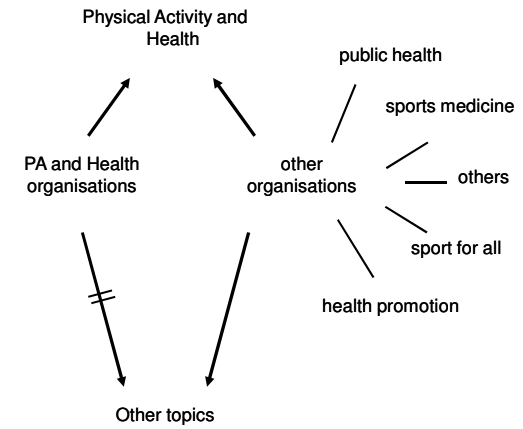 Physical Activity and
Health
public health
sports medicine
PA and Health
organisations
other
organisations
others
sport for all
health promotion
Other topics